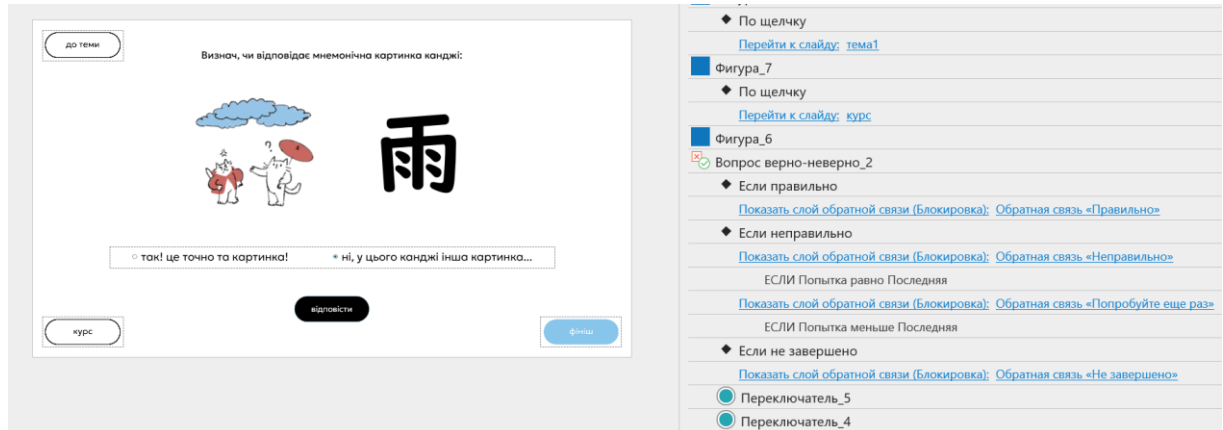 до теми
Визнач, чи відповідає мнемонічна картинка канджі:
?
雨
так! це точно та картинка!
ні, у цього канджі інша картинка...
відповісти
курс
фініш
По щелчку
Перейти к слайду: тема1
Фигура_7
По щелчку
Перейти к слайду: курс
Фигура_6
Вопрос верно-неверно_2
Если правильно
Показать слой обратной связи (Блокировка): Обратная связь «Правильно»
Если неправильно
Показать слой обратной связи (Блокировка): Обратная связь «Неправильно»
ЕСЛИ Попытка равно Последняя
Показать слой обратной связи (Блокировка): Обратная связь «Попробуйте еще раз»
ЕСЛИ Попытка меньше Последняя
Если не завершено
Показать слой обратной связи (Блокировка): Обратная связь «Не завершено»
Переключатель_5
Переключатель_4